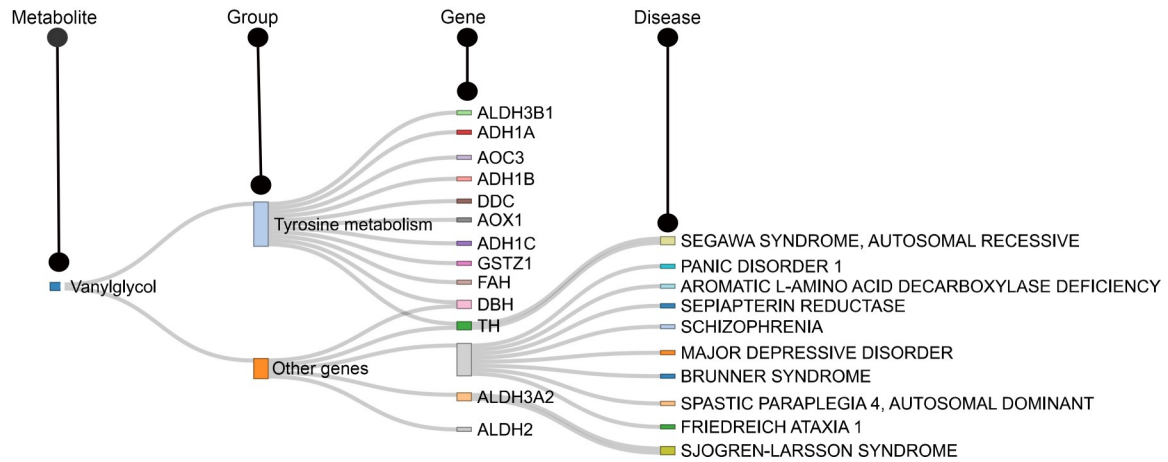 Metabolite
Group
Gene
Disease
ALDH3B1
ADH1A
AOC3
ADH1B
DDC
AOX1
Tyrosine metabolism
ADH1C
SEGAWA SYNDROME, AUTOSOMAL RECESSIVE
GSTZ1
PANIC DISORDER 1
FAH
Vanylglycol
AROMATIC L-AMINO ACID DECARBOXYLASE DEFICIENCY
DBH
SEPIAPTERIN REDUCTASE
TH
SCHIZOPHRENIA
MAJOR DEPRESSIVE DISORDER
Other genes
BRUNNER SYNDROME
ALDH3A2
SPASTIC PARAPLEGIA 4, AUTOSOMAL DOMINANT
ALDH2
FRIEDREICH ATAXIA 1
SJOGREN-LARSSON SYNDROME